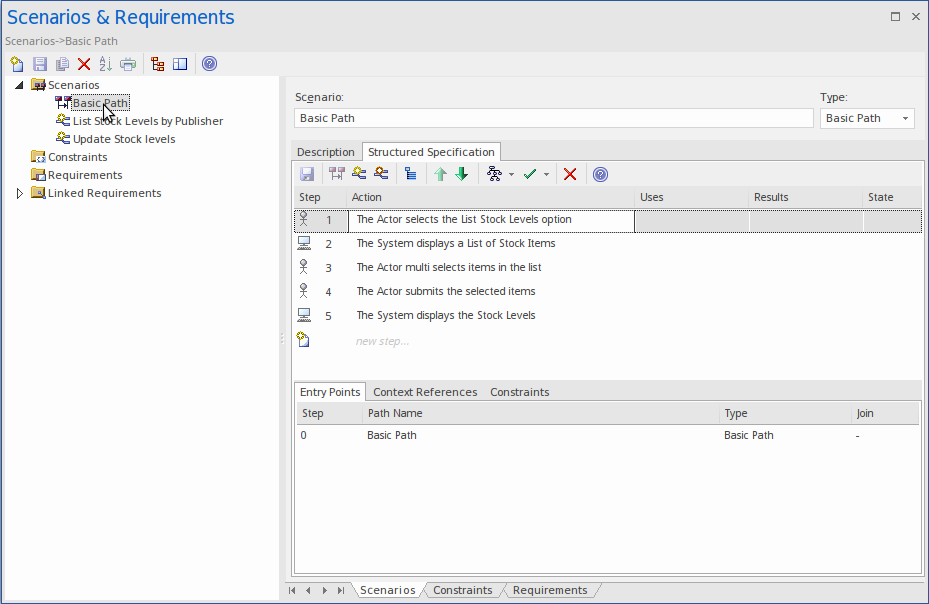 Scenarios & Requirements
Scenarios->Basic Path
Scenarios
Basic Path
List Stock Levels by Publisher
Update Stock levels
Constraints
Requirements
Linked Requirements
Scenario:
Type:
Basic Path
Basic Path
Description
Structured Specification
Step
Action
Uses
Results
State
1
The Actor selects the List Stock Levels option
2
The System displays a List of Stock Items
3
The Actor multi selects items in the list
4
The Actor submits the selected items
5
The System displays the Stock Levels
new step...
Entry Points
Context References
Constraints
Step
Path Name
Type
Join
0
Basic Path
Basic Path
-
Scenarios
Constraints
Requirements